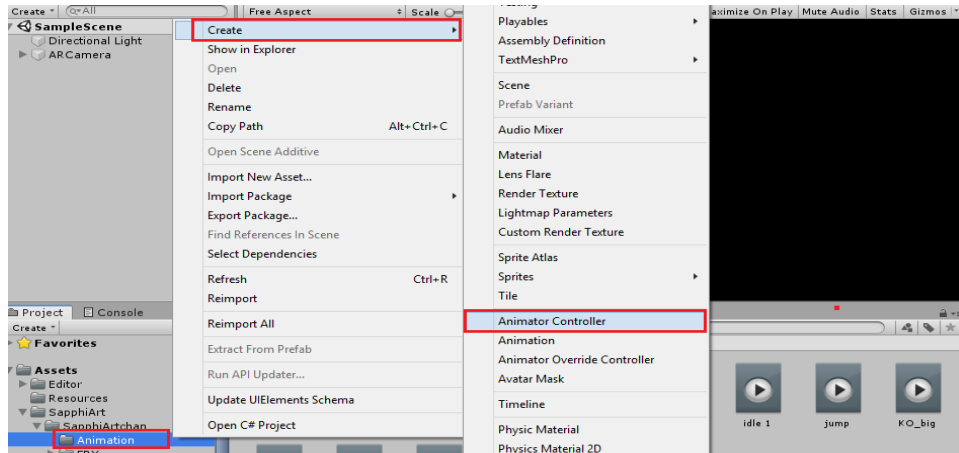 Create
All
Free Aspect
Scale
Maximize On Play
Mute Audio
Stats
Gizmos
SampleScene
Directional Light
ARCamera
Create
Show in Explorer
Open
Delete
Rename
Copy Path Alt+Ctrl+C
Open Scene Additive
Import New Asset...
Import Package
Export Package...
Find References In Scene
Select Dependencies
Refresh Ctrl+R
Reimport
Reimport All
Extract From Prefab
Run API Updater...
Update UIElements Schema
Open C# Project
Playables
Assembly Definition
TextMeshPro
Scene
Prefab Variant
Audio Mixer
Material
Lens Flare
Render Texture
Lightmap Parameters
Custom Render Texture
Sprite Atlas
Sprites
Tile
Animator Controller
Animation
Animator Override Controller
Avatar Mask
Timeline
Physic Material
Physics Material 2D
Project
Console
Create
Favorites
Assets
Editor
Resources
SapphiArt
SapphiArtchan
Animation
idle 1
jump
KO_big